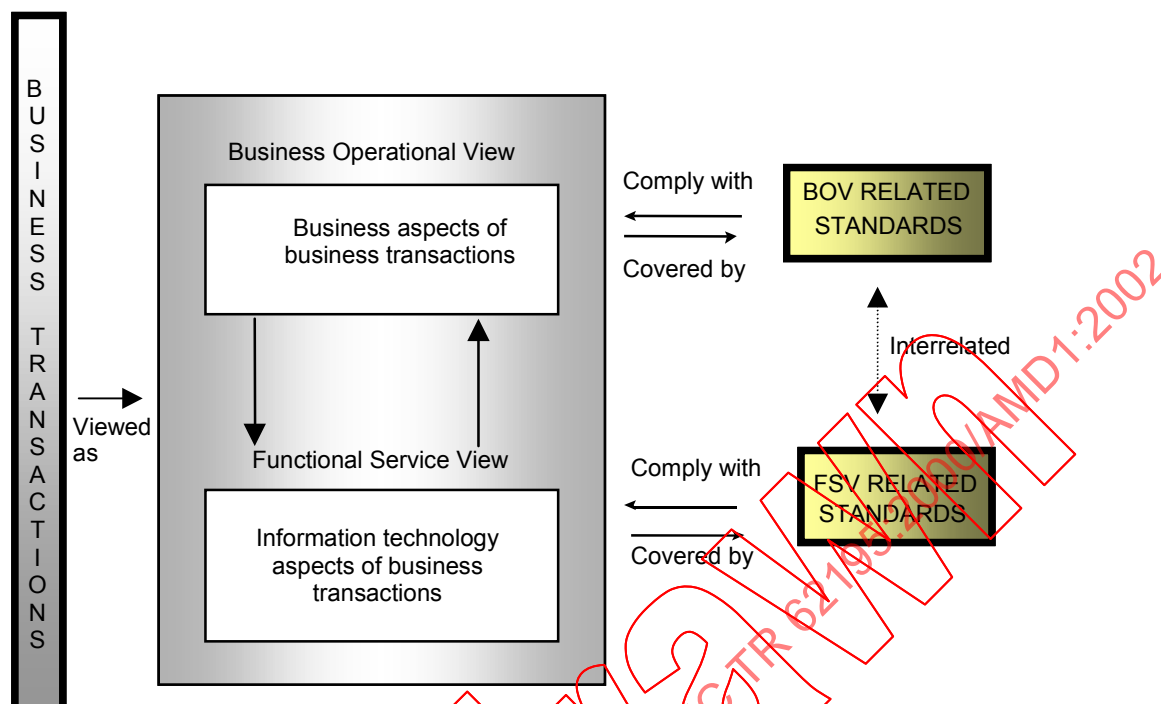 BUSINESS TRANSACTIONS
Viewed
as
Business Operational View
Business aspects of
business transactions
Functional Service View
Information technology
aspects of business
transactions
Comply with
Covered by
BOV RELATED
STANDARDS
Interrelated
Comply with
Covered by
FSV RELATED
STANDARDS
C TR 62195:2000/AMD1:2002